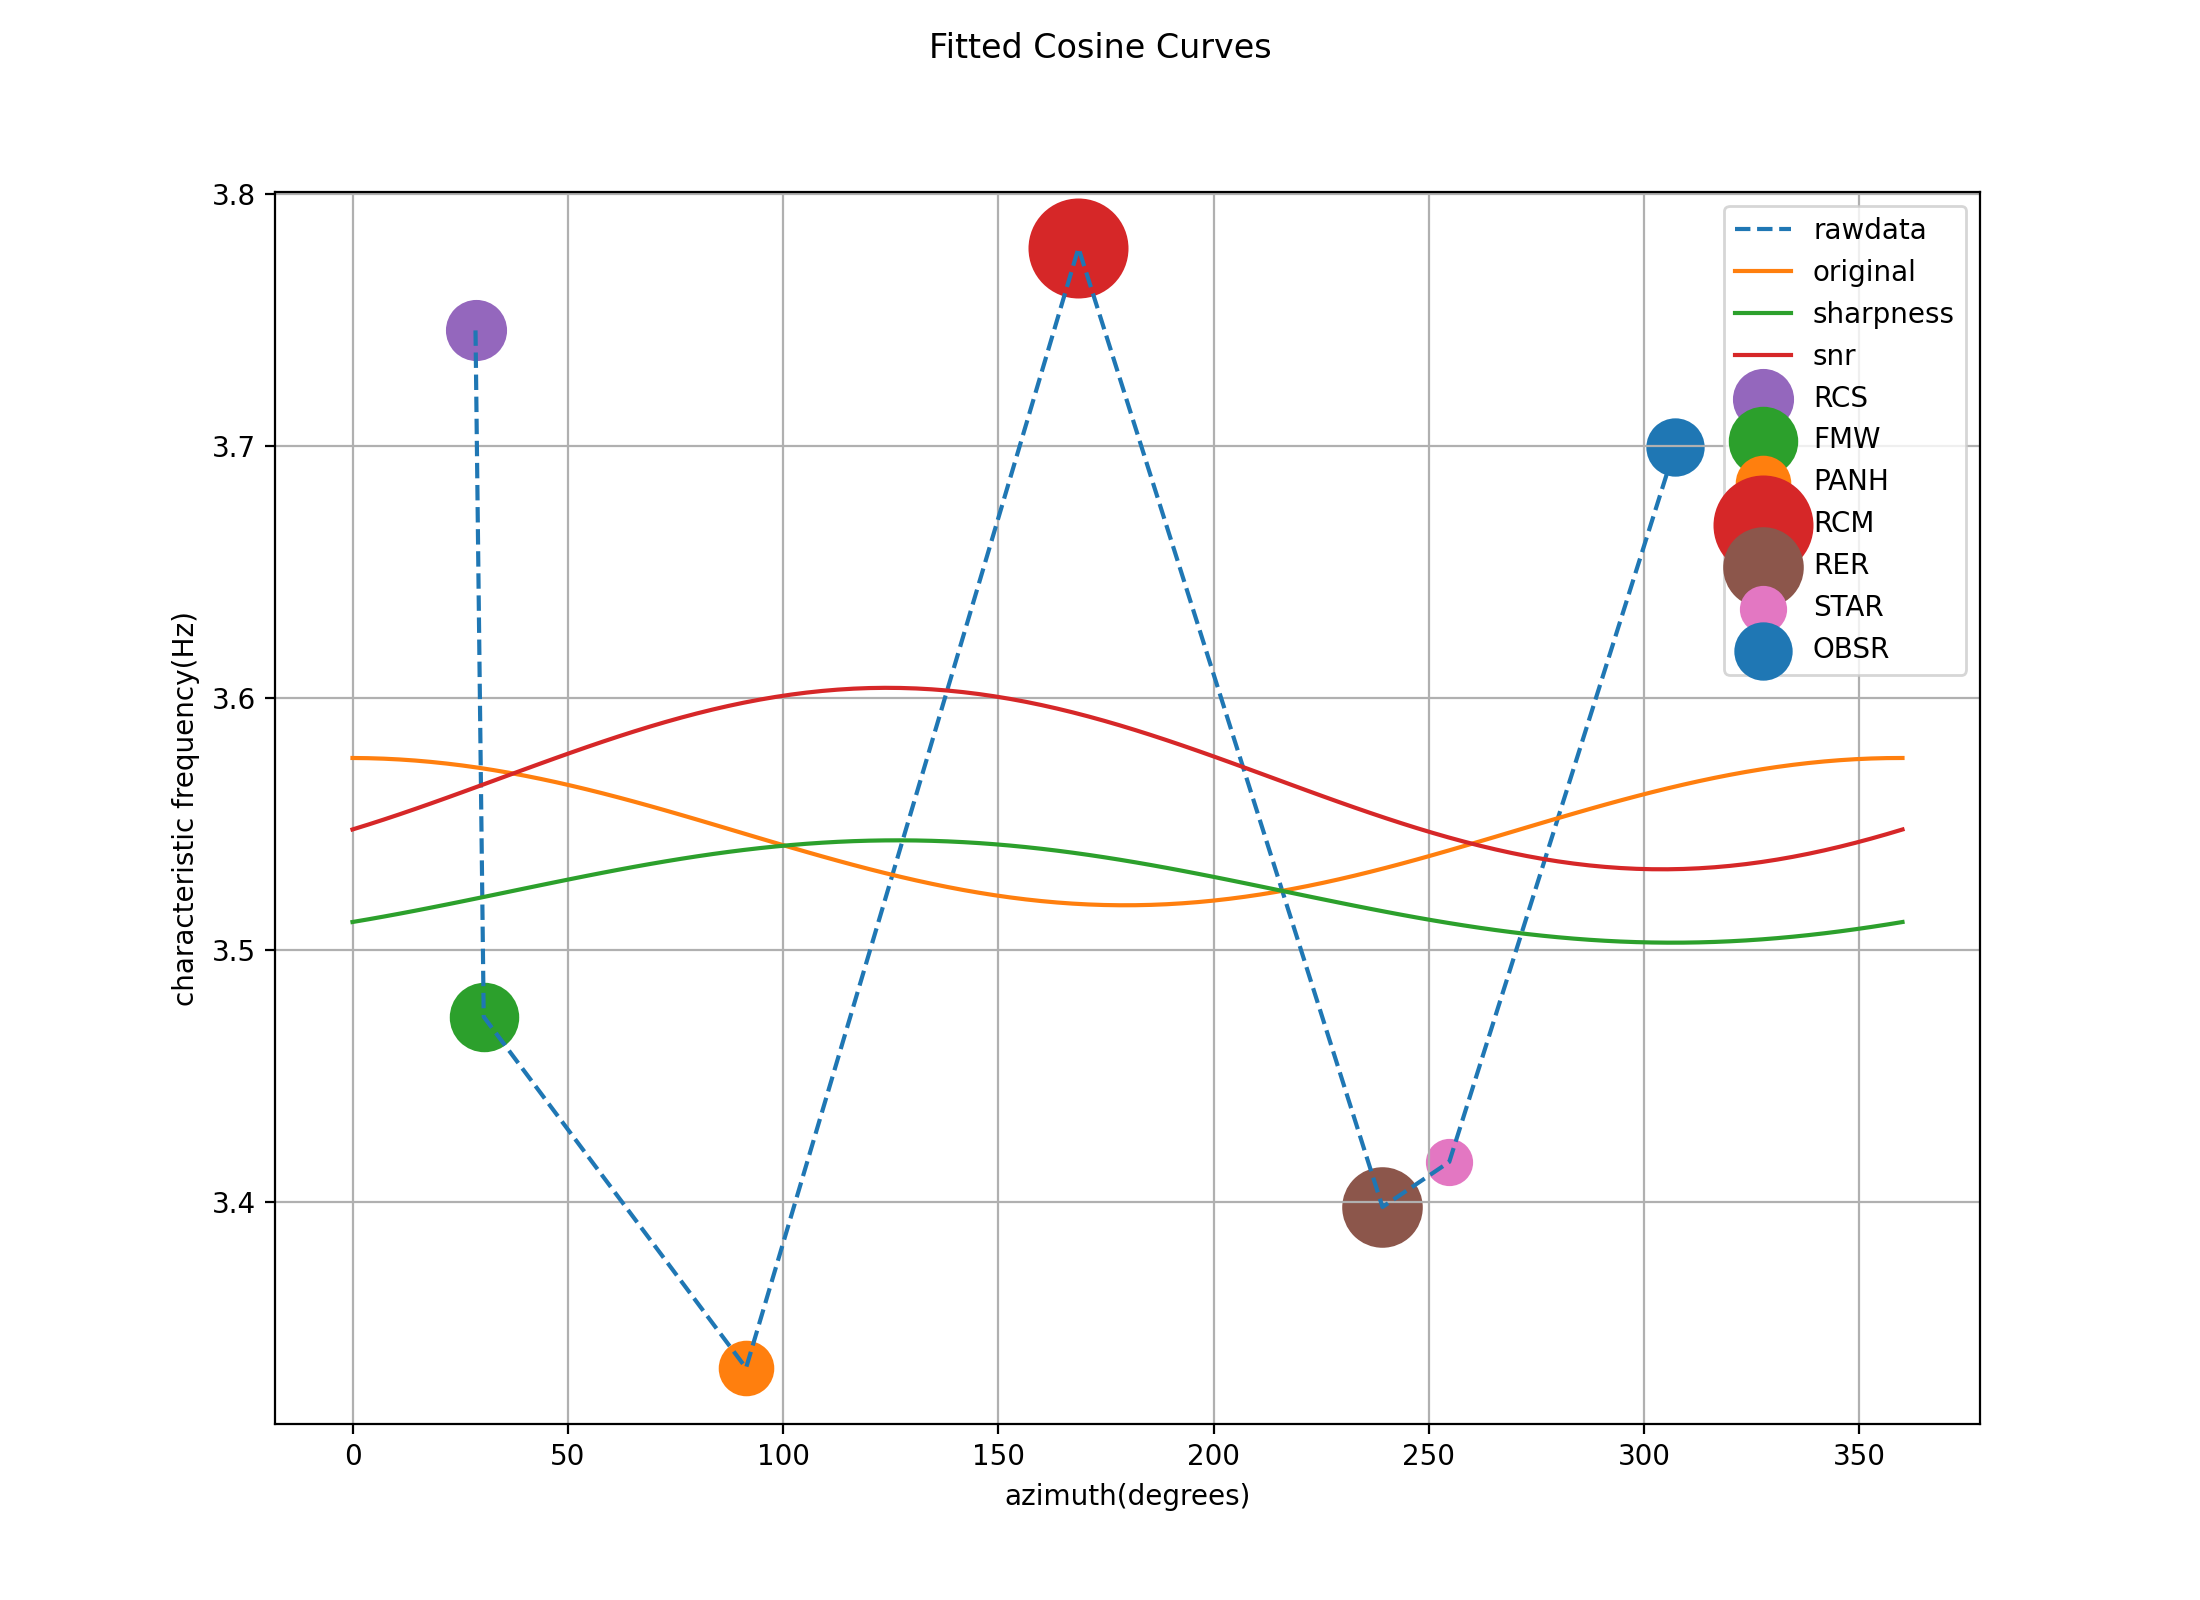 Fitted Cosine Curves
3.8
3.7
3.6
3.5
3.4
characteristic frequency(Hz)
0 50 100 150 200 250 300 350
azimuth(degrees)
rawdata
original
sharpness
snr
RCS
FMW
PANH
RCM
RER
STAR
OBSR